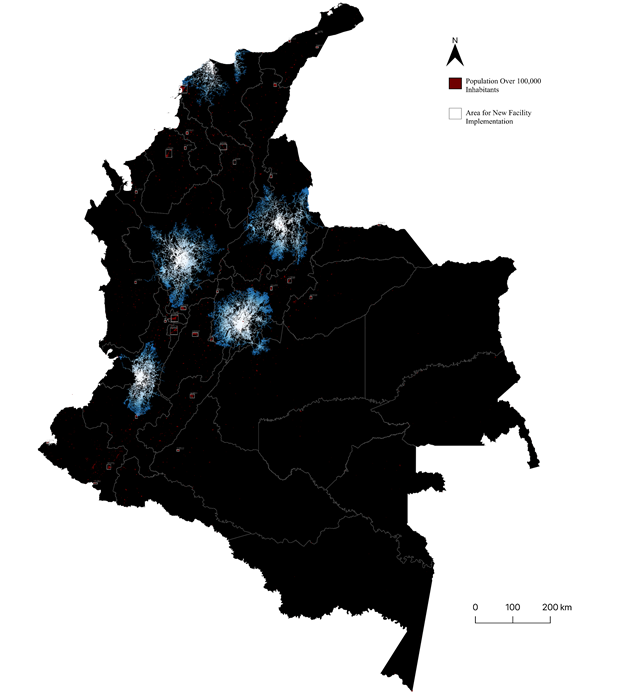 N
Population Over 100,000
Inhabitants
Area for New Facility
Implementation
0 100 200 km